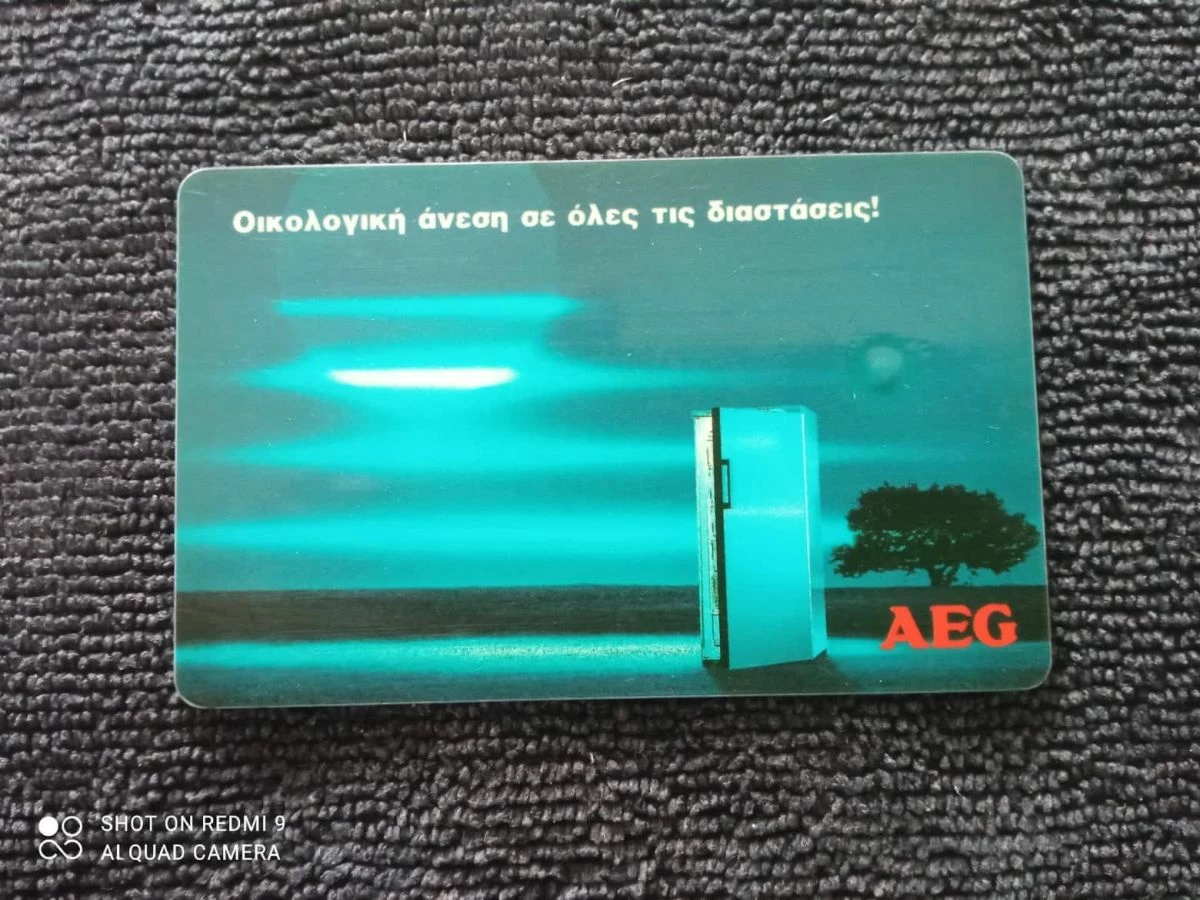 Οικολογική άνεση σε όλες τις διαστάσεις!
AEG
SHOT ON REDMI 9
AI QUAD CAMERA